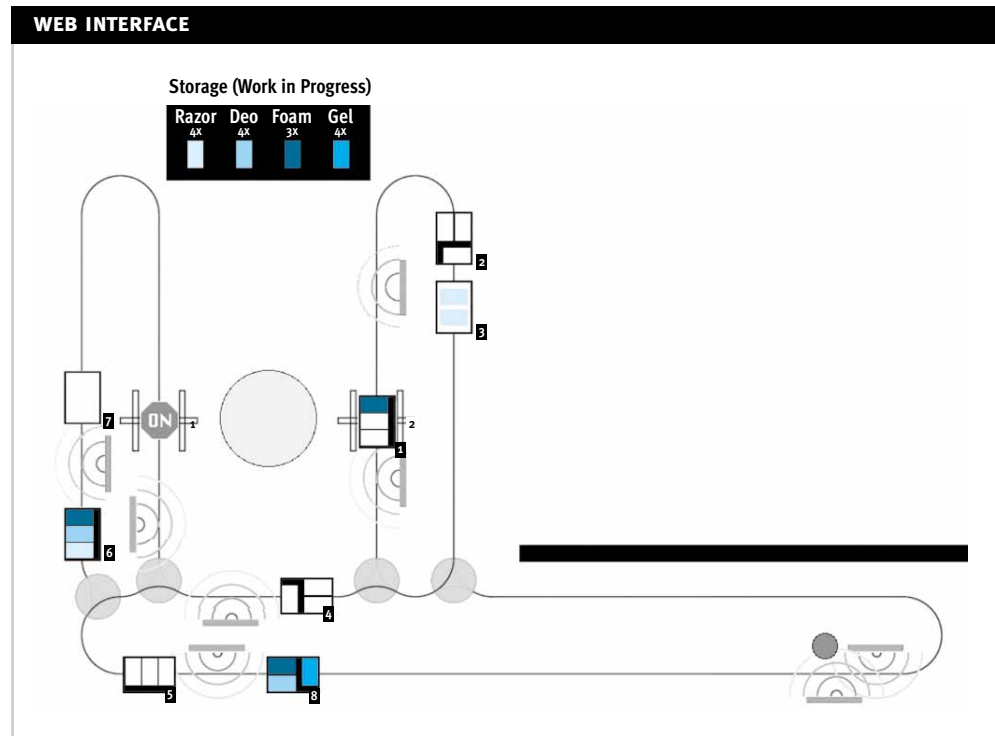 WEB INTERFACE
Storage (Work in Progress)
Razor Deo Foam Gel
4x 4x 3x 4x
2
3
7
ON 1
2
1
6
4
5
8